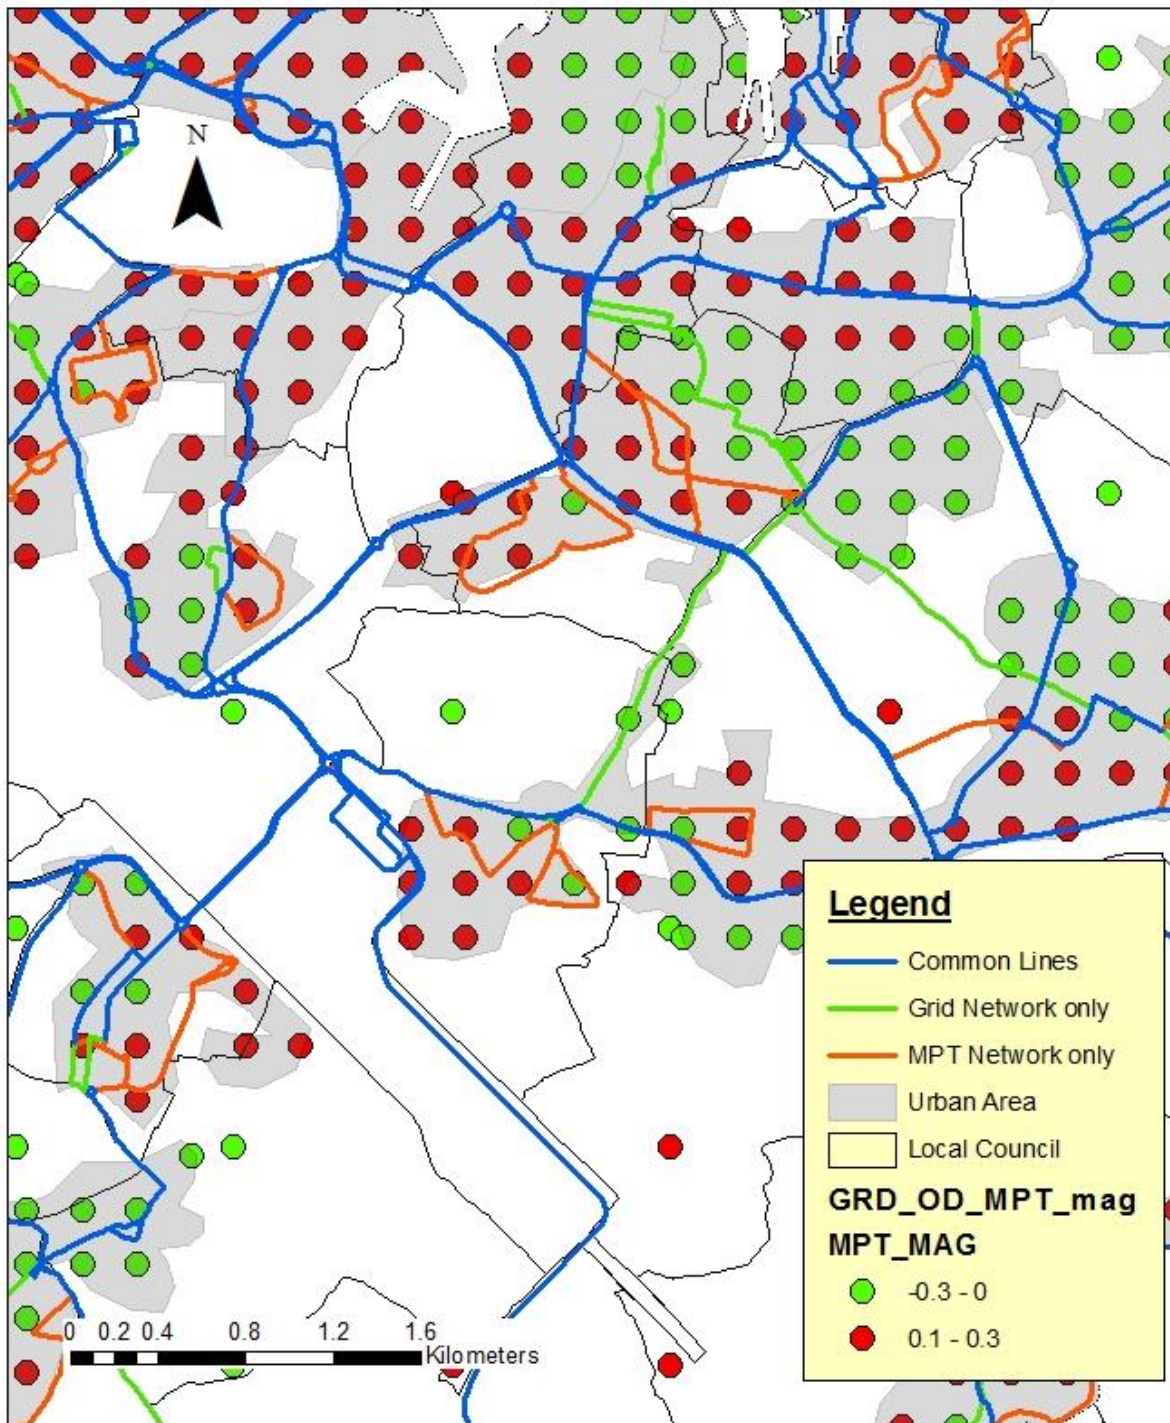 N
Legend
Common Lines
Grid Network only
MPT Network only
Urban Area
Local Council
GRD_OD_MPT_mag
MPT_MAG
-0.3 - 0
0.1 - 0.3
0 0.2 0.4 0.8 1.2 1.6
Kilometers